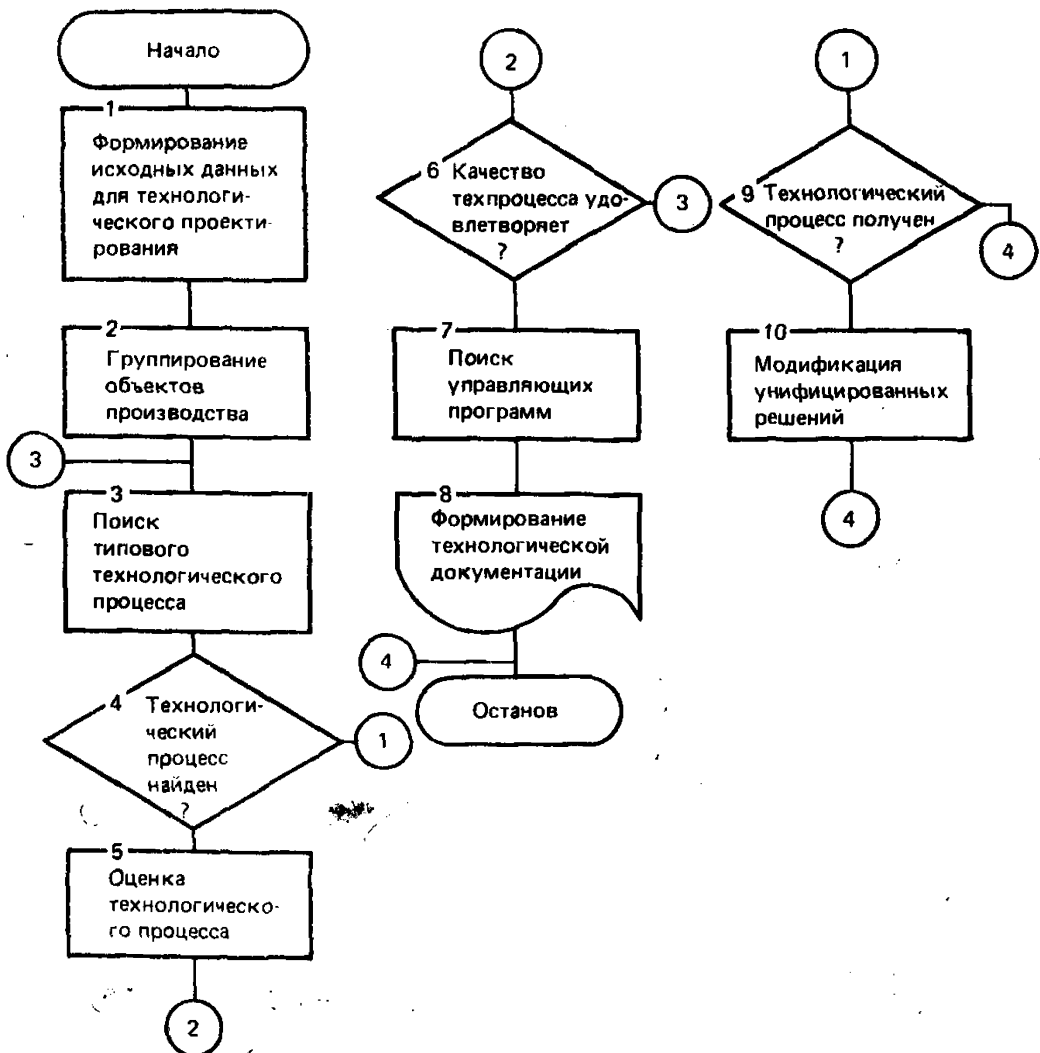 Начало
1
Формирование
исходных данных
для технологи-
ческого проекти-
рования
2
Группирование
объектов
производства
3
3
Поиск
типового
технологического
процесса
4 Техноло­ги-
ческий
процесс
найден
?
1
5
Оценка
технологическо-
го процесса
2
2
6 Качество
техпроцесса удо-
влетворяет
?
3
7
Поиск
управляющих
программ
8
Формирование
технологической
документации
4
Останов
1
9 Технологический
процесс получен
?
4
10
Модификация
унифицированных
решений
4